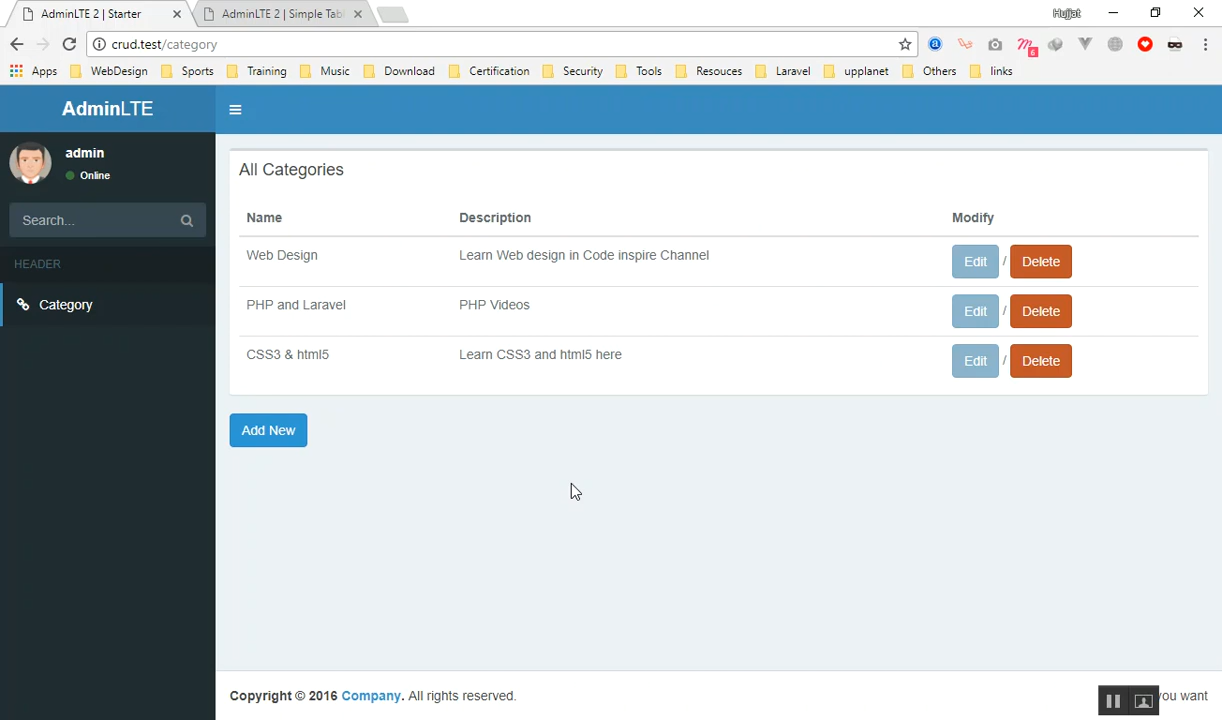 AdminLTE 2 | Starter
AdminLTE 2 | Simple Tabl
Hujjat
crud.test/category
6
Apps WebDesign Sports Training Music Download Certification Security Tools Resouces Laravel upplanet Others links
AdminLTE
admin
Online
Search...
HEADER
Category
All Categories
Name Description Modify
Web Design Learn Web design in Code inspire Channel Edit / Delete
PHP and Laravel PHP Videos Edit / Delete
CSS3 & html5 Learn CSS3 and html5 here Edit / Delete
Add New
Copyright © 2016 Company. All rights reserved. you want